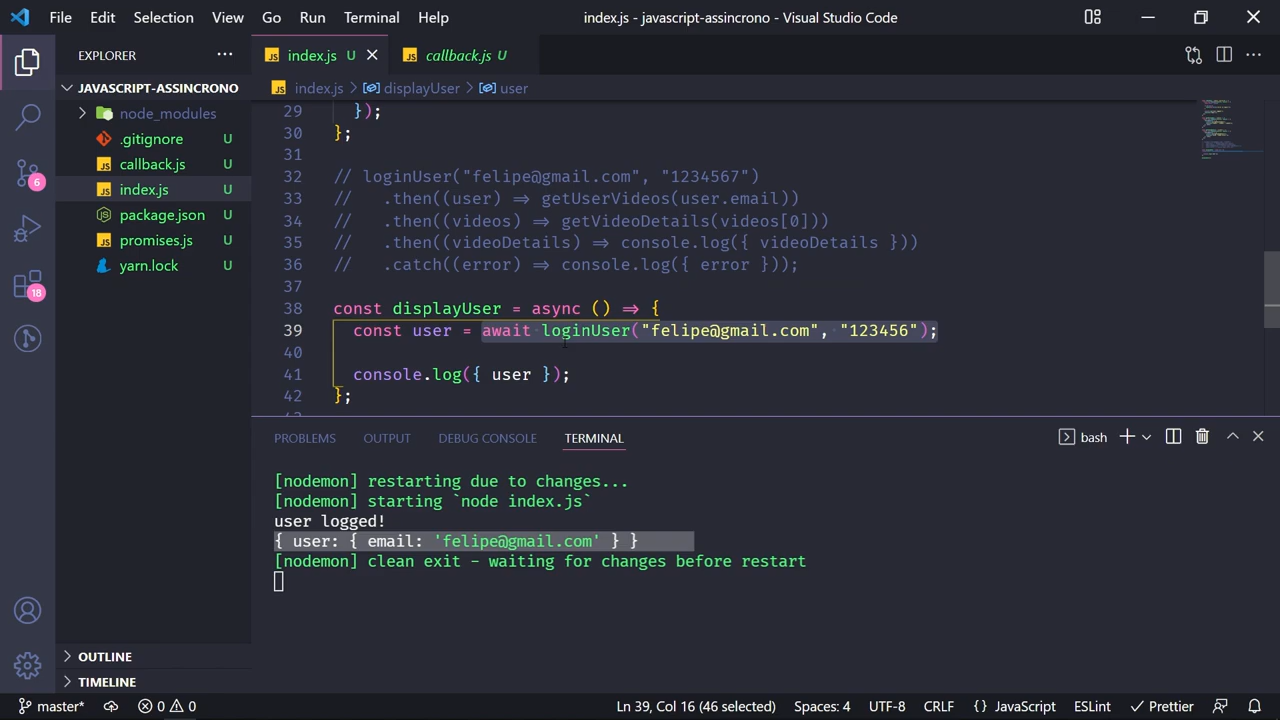 File Edit Selection View Go Run Terminal Help index.js - javascript-assincrono - Visual Studio Code
EXPLORER
JAVASCRIPT-ASSINCRONO
node_modules
.gitignore U
callback.js U
index.js U
package.json U
promises.js U
yarn.lock U
OUTLINE
TIMELINE
6
18
JS index.js U JS callback.js U
JS index.js > displayUser > user
29 });
30 };
31
32 // loginUser("felipe@gmail.com", "1234567")
33 // .then((user) => getUserVideos(user.email))
34 // .then((videos) => getVideoDetails(videos[0]))
35 // .then((videoDetails) => console.log({ videoDetails }))
36 // .catch((error) => console.log({ error }));
37
38 const displayUser = async () => {
39 const user = await loginUser("felipe@gmail.com", "123456");
40
41 console.log({ user });
42 };
PROBLEMS OUTPUT DEBUG CONSOLE TERMINAL bash
[nodemon] restarting due to changes...
[nodemon] starting `node index.js`
user logged!
{ user: { email: 'felipe@gmail.com' } }
[nodemon] clean exit - waiting for changes before restart
master* 0 0 Ln 39, Col 16 (46 selected) Spaces: 4 UTF-8 CRLF {} JavaScript ESLint Prettier